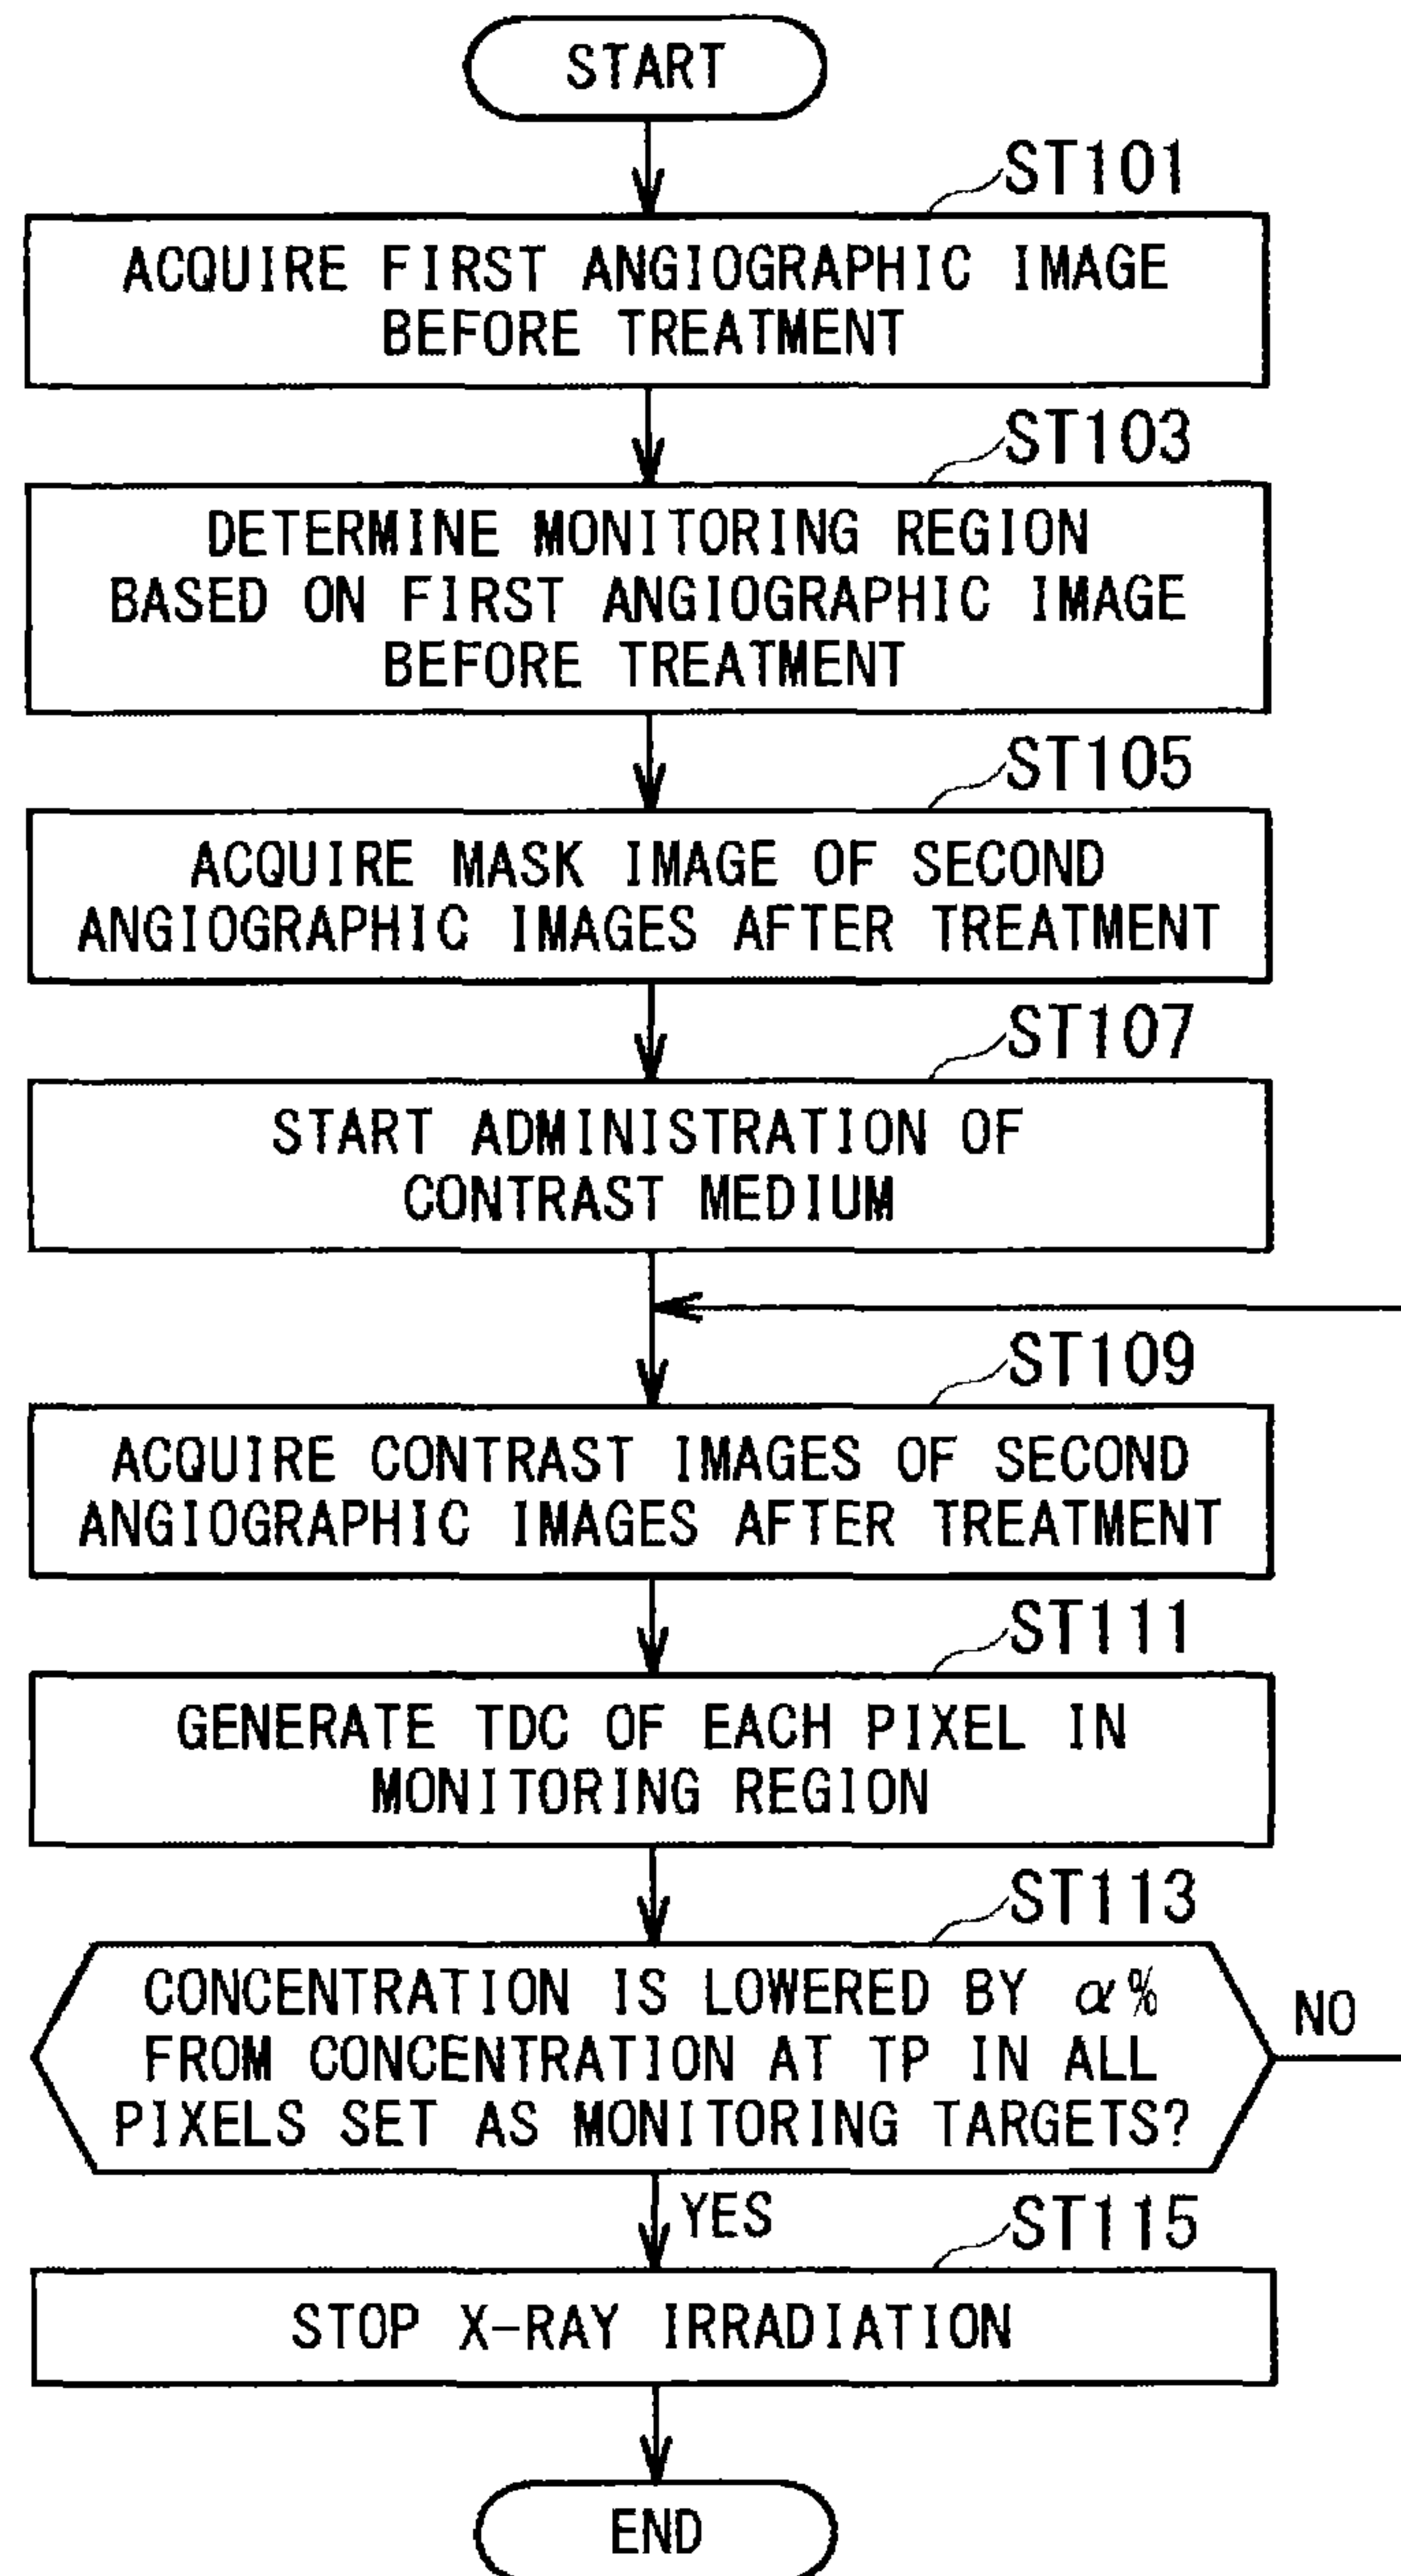 START
ST101
ACQUIRE FIRST ANGIOGRAPHIC IMAGE
BEFORE TREATMENT
ST103
DETERMINE MONITORING REGION
BASED ON FIRST ANGIOGRAPHIC IMAGE
BEFORE TREATMENT
ST105
ACQUIRE MASK IMAGE OF SECOND
ANGIOGRAPHIC IMAGES AFTER TREATMENT
ST107
START ADMINISTRATION OF
CONTRAST MEDIUM
ST109
ACQUIRE CONTRAST IMAGES OF SECOND
ANGIOGRAPHIC IMAGES AFTER TREATMENT
ST111
GENERATE TDC OF EACH PIXEL IN
MONITORING REGION
ST113
CONCENTRATION IS LOWERED BY α%
FROM CONCENTRATION AT TP IN ALL
PIXELS SET AS MONITORING TARGETS?
NO
YES
ST115
STOP X-RAY IRRADIATION
END